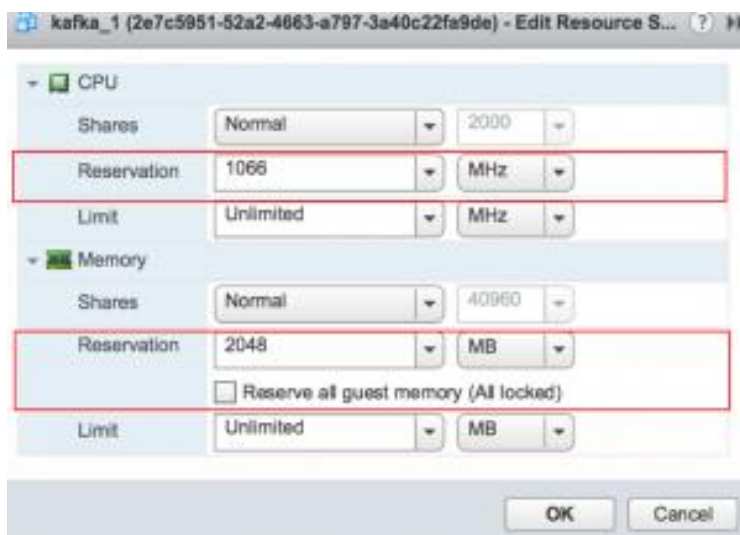 kafka_1 (2e7c5951-52a2-4663-a797-3a40c22fa9de) - Edit Resource S... ?
CPU
Shares Normal 2000
Reservation 1066 MHz
Limit Unlimited MHz
Memory
Shares Normal 40960
Reservation 2048 MB
Reserve all guest memory (All locked)
Limit Unlimited MB
OK Cancel